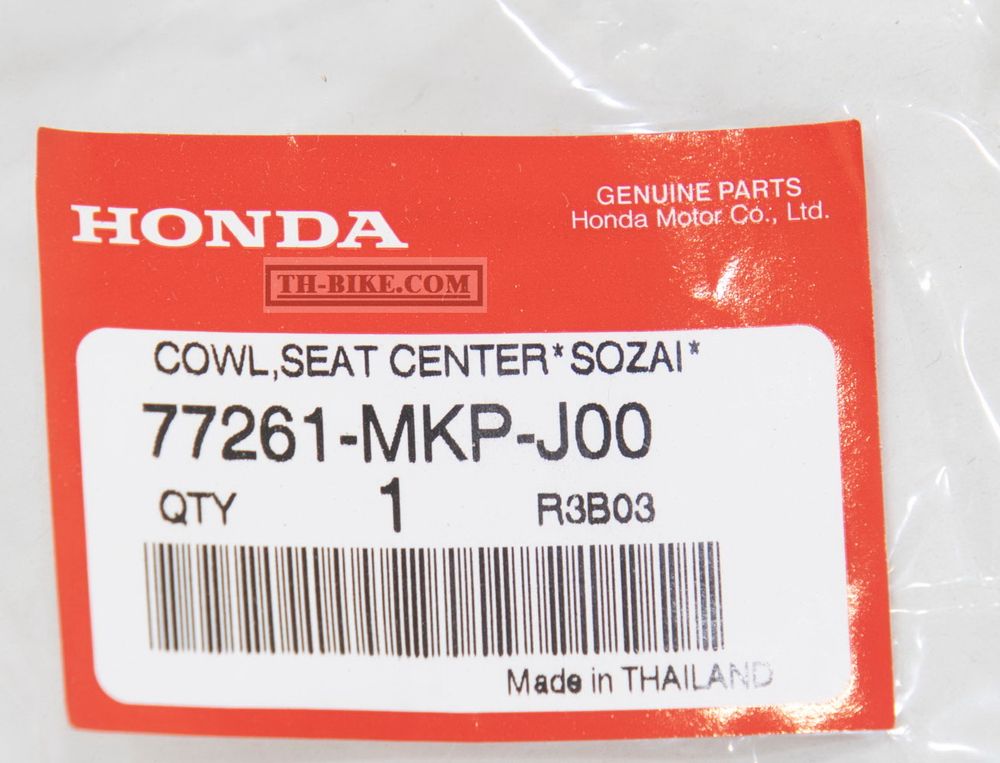 GENUINE PARTS
Honda Motor Co., Ltd.
HONDA
TH-BIKE.COM
COWL,SEAT CENTER*SOZAI*
77261-MKP-J00
QTY 1 R3B03
Made in THAILAND